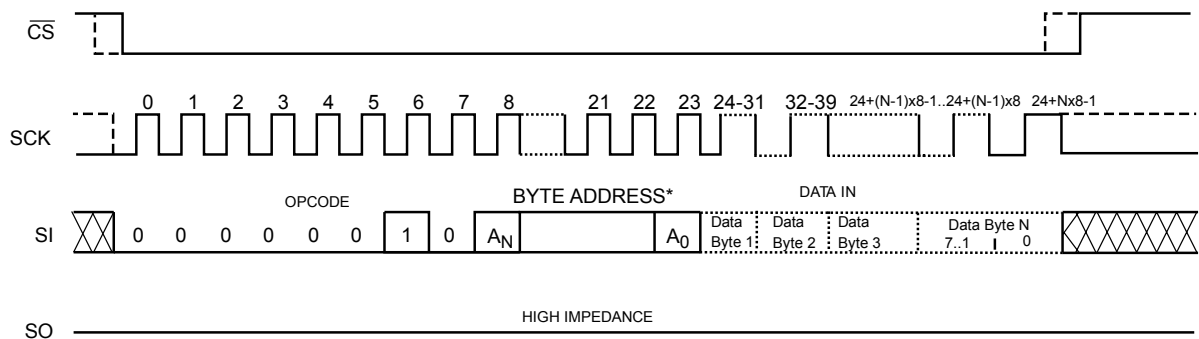 CS
0 1 2 3 4 5 6 7 8 21 22 23 24-31 32-39 24+(N-1)x8-1..24+(N-1)x8 24+Nx8-1
SCK
OPCODE BYTE ADDRESS* DATA IN
SI 0 0 0 0 0 0 1 0 AN A0 Data Byte 1 Data Byte 2 Data Byte 3 Data Byte N
7..1 0
HIGH IMPEDANCE
SO